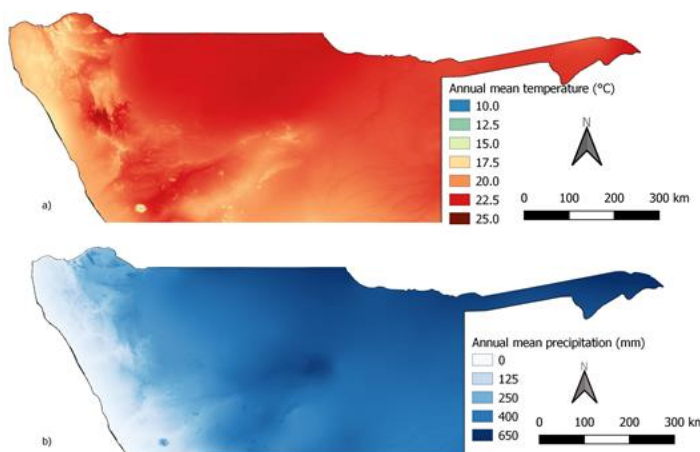 Annual mean temperature (°C)
10.0
12.5
15.0
17.5
20.0
22.5
25.0
N
0 100 200 300 km
a)
Annual mean precipitation (mm)
0
125
250
400
650
N
0 100 200 300 km
b)